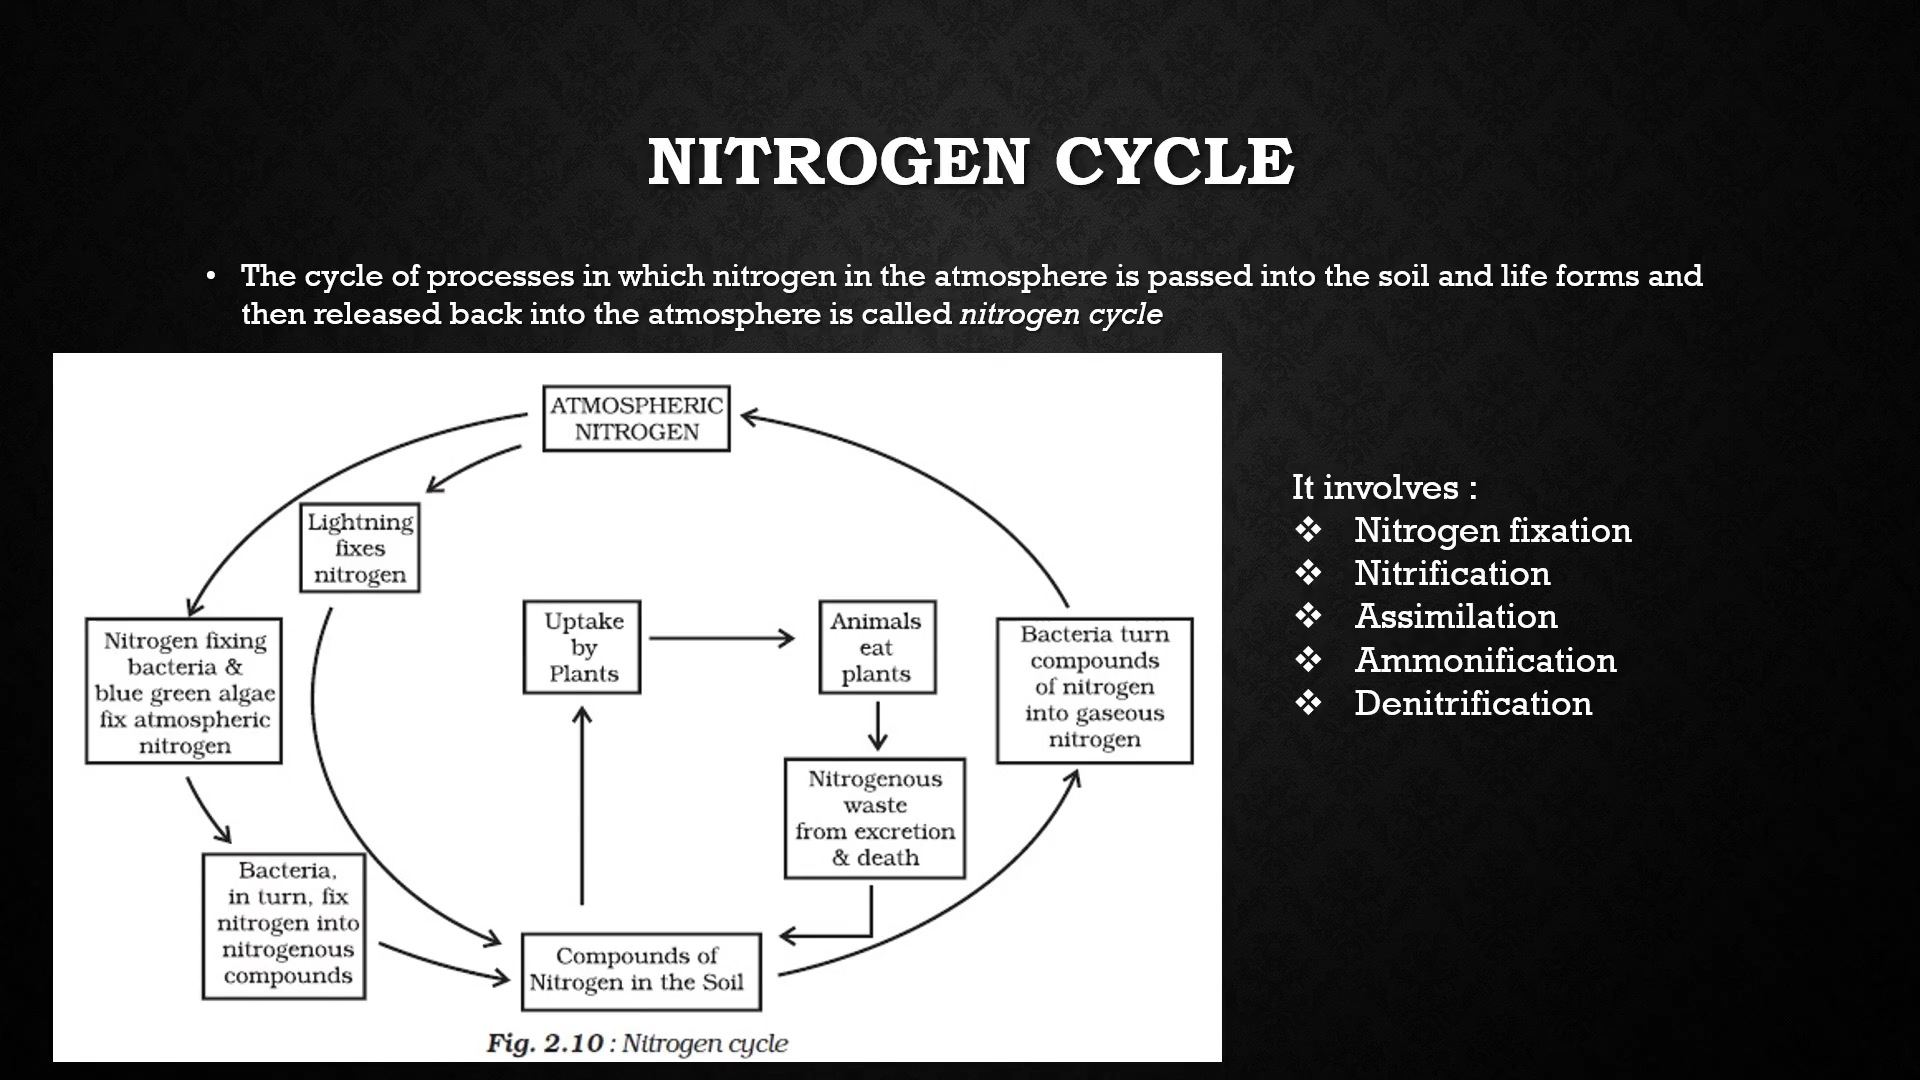 NITROGEN CYCLE
• The cycle of processes in which nitrogen in the atmosphere is passed into the soil and life forms and
then released back into the atmosphere is called nitrogen cycle
ATMOSPHERIC
NITROGEN
Lightning
fixes
nitrogen
Nitrogen fixing
bacteria &
blue green algae
fix atmospheric
nitrogen
Uptake
by
Plants
Animals
eat
plants
Bacteria turn
compounds
of nitrogen
into gaseous
nitrogen
Nitrogenous
waste
from excretion
& death
Bacteria,
in turn, fix
nitrogen into
nitrogenous
compounds
Compounds of
Nitrogen in the Soil
Fig. 2.10 : Nitrogen cycle
It involves :
❖ Nitrogen fixation
❖ Nitrification
❖ Assimilation
❖ Ammonification
❖ Denitrification